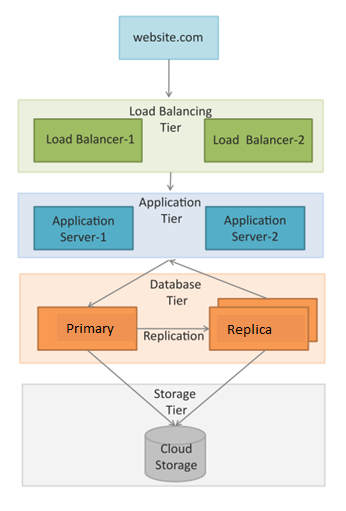 website.com
Load Balancing
Tier
Load Balancer-1
Load Balancer-2
Application
Tier
Application
Server-1
Application
Server-2
Database
Tier
Primary
Replication
Replica
Storage
Tier
Cloud
Storage